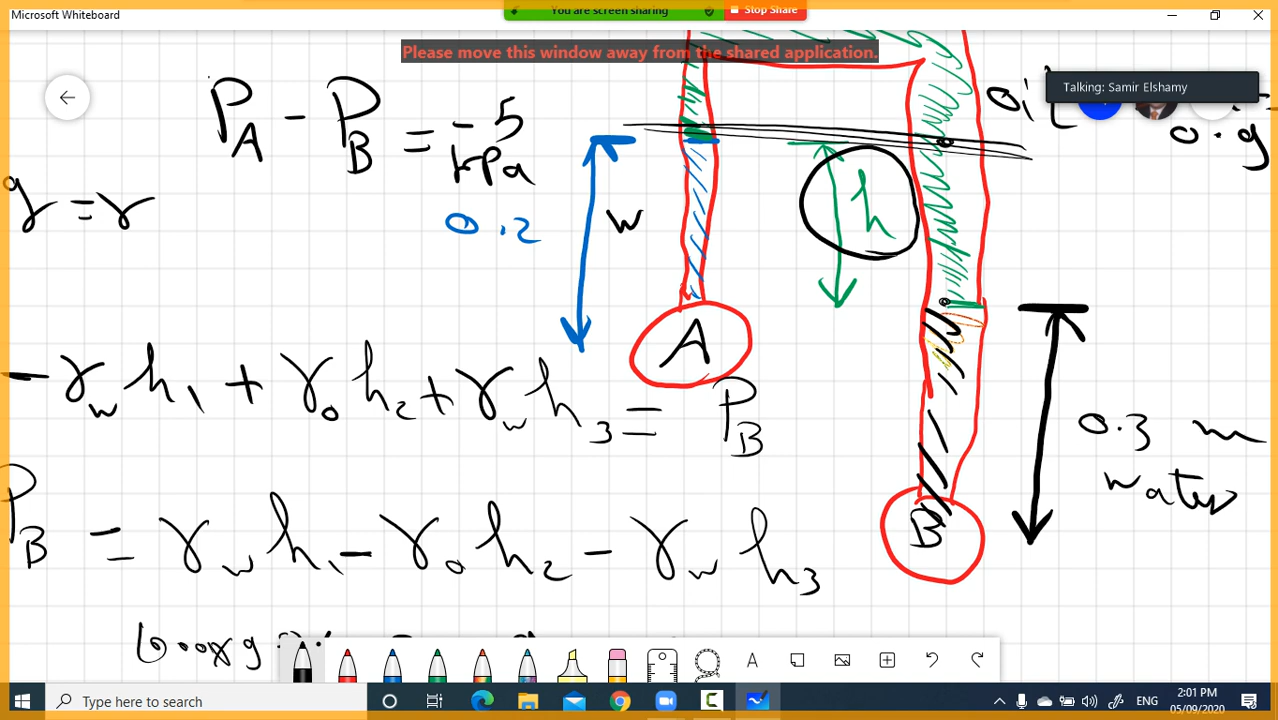 Microsoft Whiteboard
You are screen sharing
Stop Share
Please move this window away from the shared application.
Talking: Samir Elshamy
oil
0.9
P_A - P_B = -5
kPa
γ = γ
0.2
w
h
A
- γ_w h_1 + γ_o h_2 + γ_w h_3 = P_B
0.3 m
water
B
P_B = γ_w h_1 - γ_o h_2 - γ_w h_3
A
Type here to search
ENG
2:01 PM
05/09/2020